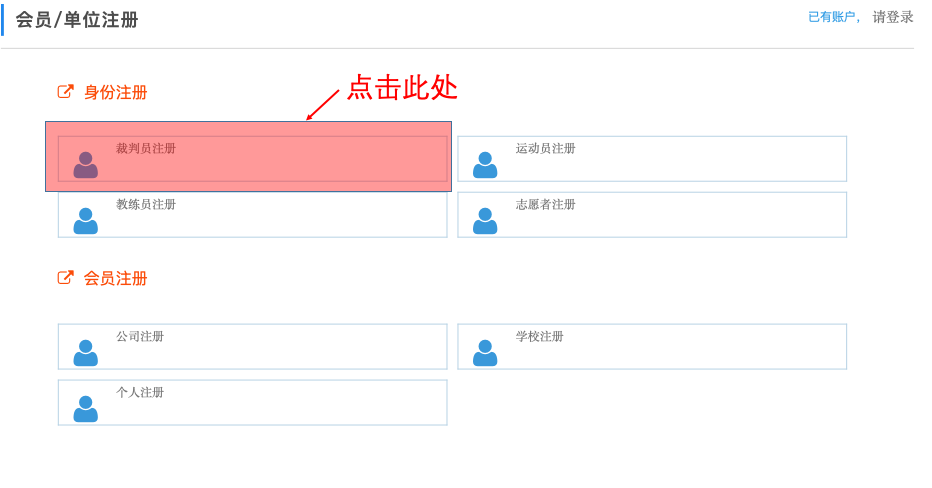 会员/单位注册
已有账户， 请登录
身份注册
点击此处
裁判员注册
运动员注册
教练员注册
志愿者注册
会员注册
公司注册
学校注册
个人注册